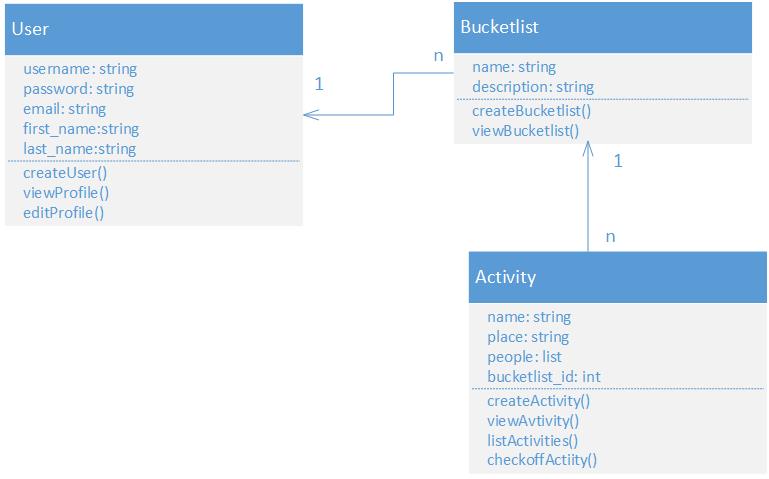 User
username: string
password: string
email: string
first_name:string
last_name:string
createUser()
viewProfile()
editProfile()
1
n
Bucketlist
name: string
description: string
createBucketlist()
viewBucketlist()
1
n
Activity
name: string
place: string
people: list
bucketlist_id: int
createActivity()
viewAvtivity()
listActivities()
checkoffActiity()